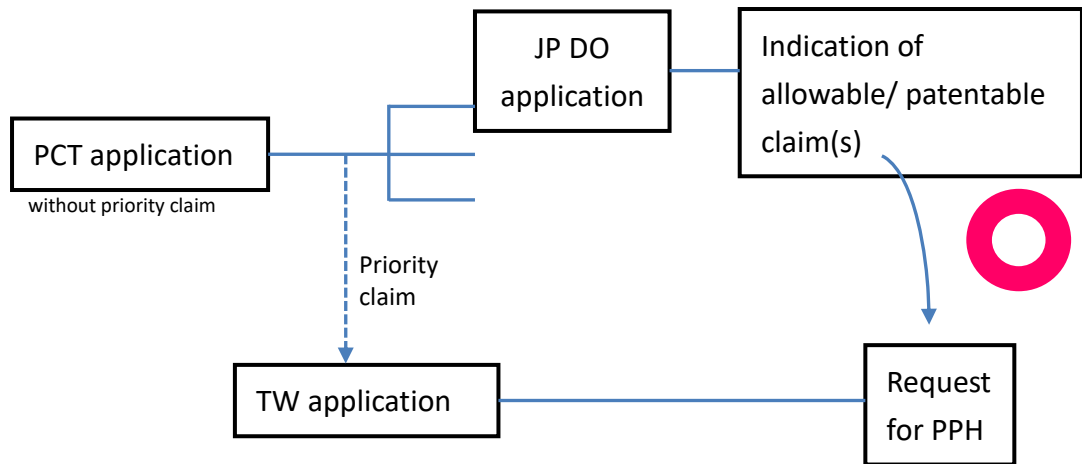 JP DO
application
Indication of
allowable/ patentable
claim(s)
PCT application
without priority claim
Priority
claim
TW application
Request
for PPH